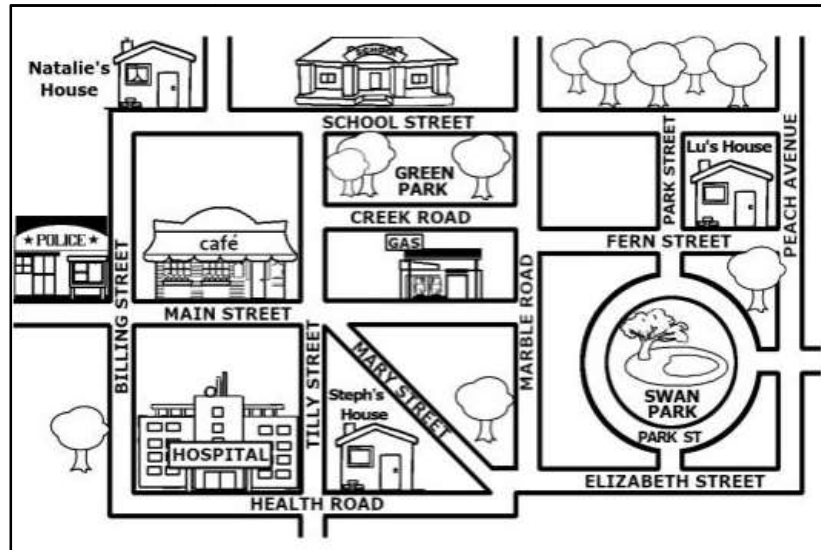 Natalie's
House
SCHOOL
SCHOOL STREET
GREEN
PARK
PARK STREET
Lu's House
PEACH AVENUE
CREEK ROAD
★ POLICE ★
café
GAS
FERN STREET
BILLING STREET
MAIN STREET
MARBLE ROAD
TILLY STREET
MARY STREET
Steph's
House
SWAN
PARK
PARK ST
HOSPITAL
ELIZABETH STREET
HEALTH ROAD